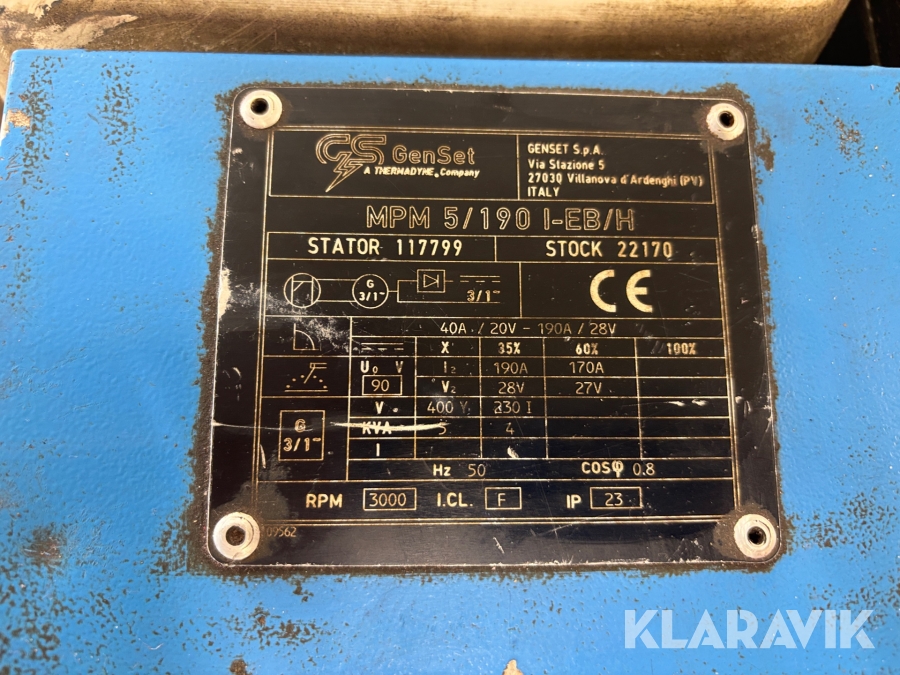 GS GenSet
A THERMADYNE® Company
GENSET S.p.A.
Via Stazione 5
27030 Villanova d'Ardenghi (PV)
ITALY
MPM 5/190 I-EB/H
STATOR 117799 STOCK 22170
G
3/1~ 3/1~
CE
40A / 20V - 190A / 28V
X 35% 60% 100%
U₀ V I₂ 190A 170A
90 V₂ 28V 27V
V 400 Y 230 I
G
3/1~
KVA 5 4
I
Hz 50 COSφ 0.8
RPM 3000 I.CL. F IP 23
09562
KLARAVIK